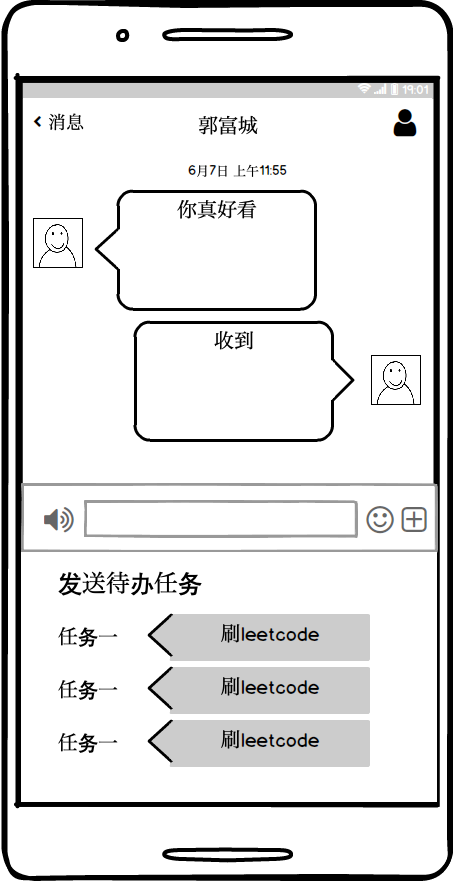 19:01
消息
郭富城
6月7日 上午11:55
你真好看
收到
发送待办任务
任务一 刷leetcode
任务一 刷leetcode
任务一 刷leetcode